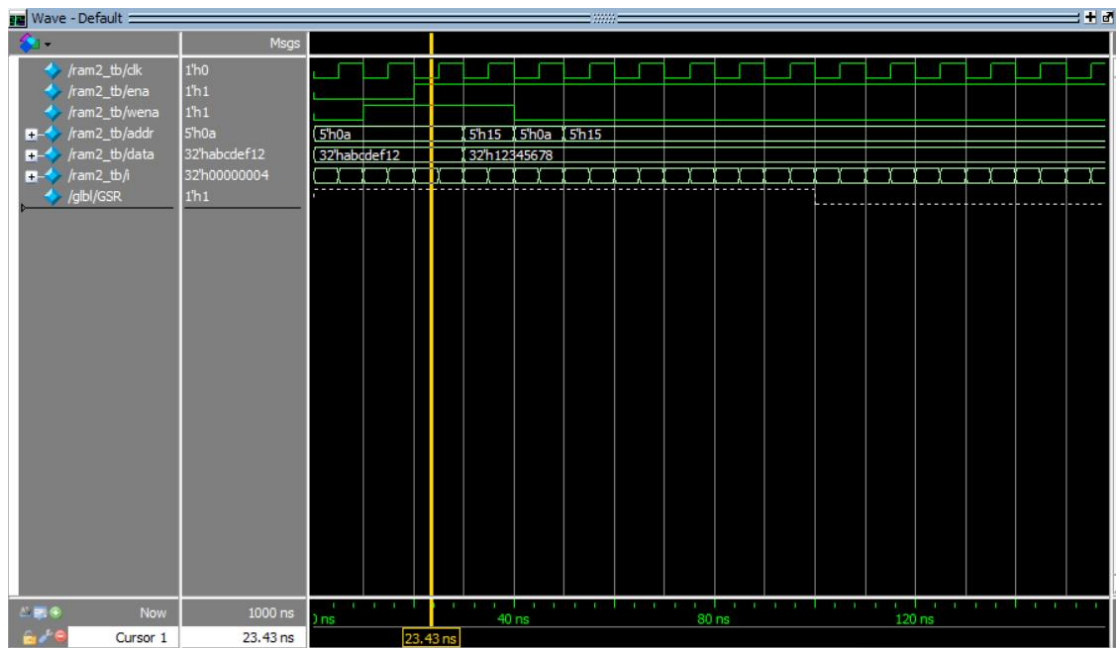 Wave - Default
Msgs
/ram2_tb/clk 1'h0
/ram2_tb/ena 1'h1
/ram2_tb/wena 1'h1
/ram2_tb/addr 5'h0a 5'h0a 5'h15 5'h0a 5'h15
/ram2_tb/data 32'habcdef12 32'habcdef12 32'h12345678
/ram2_tb/i 32'h00000004
/glbl/GSR 1'h1
Now 1000 ns ns 40 ns 80 ns 120 ns
Cursor 1 23.43 ns 23.43 ns